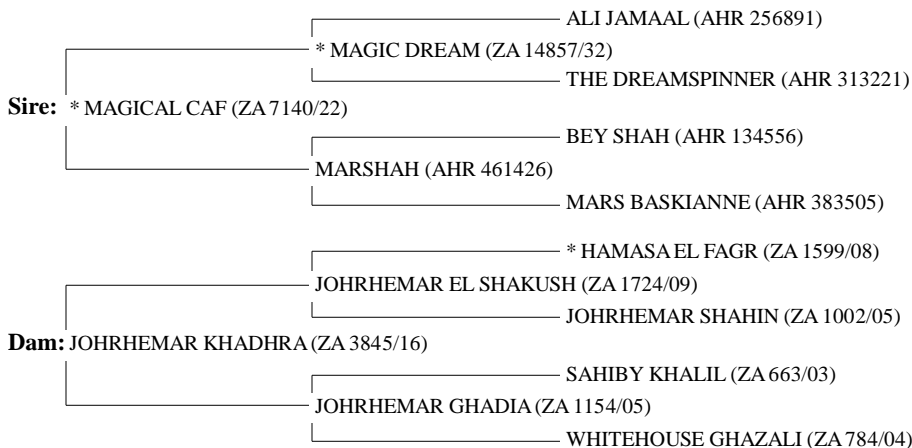 ALI JAMAAL (AHR 256891)
* MAGIC DREAM (ZA 14857/32)
THE DREAMSPINNER (AHR 313221)
Sire: * MAGICAL CAF (ZA 7140/22)
BEY SHAH (AHR 134556)
MARSHAH (AHR 461426)
MARS BASKIANNE (AHR 383505)
* HAMASA EL FAGR (ZA 1599/08)
JOHRHEMAR EL SHAKUSH (ZA 1724/09)
JOHRHEMAR SHAHIN (ZA 1002/05)
Dam: JOHRHEMAR KHADHRA (ZA 3845/16)
SAHIBY KHALIL (ZA 663/03)
JOHRHEMAR GHADIA (ZA 1154/05)
WHITEHOUSE GHAZALI (ZA 784/04)